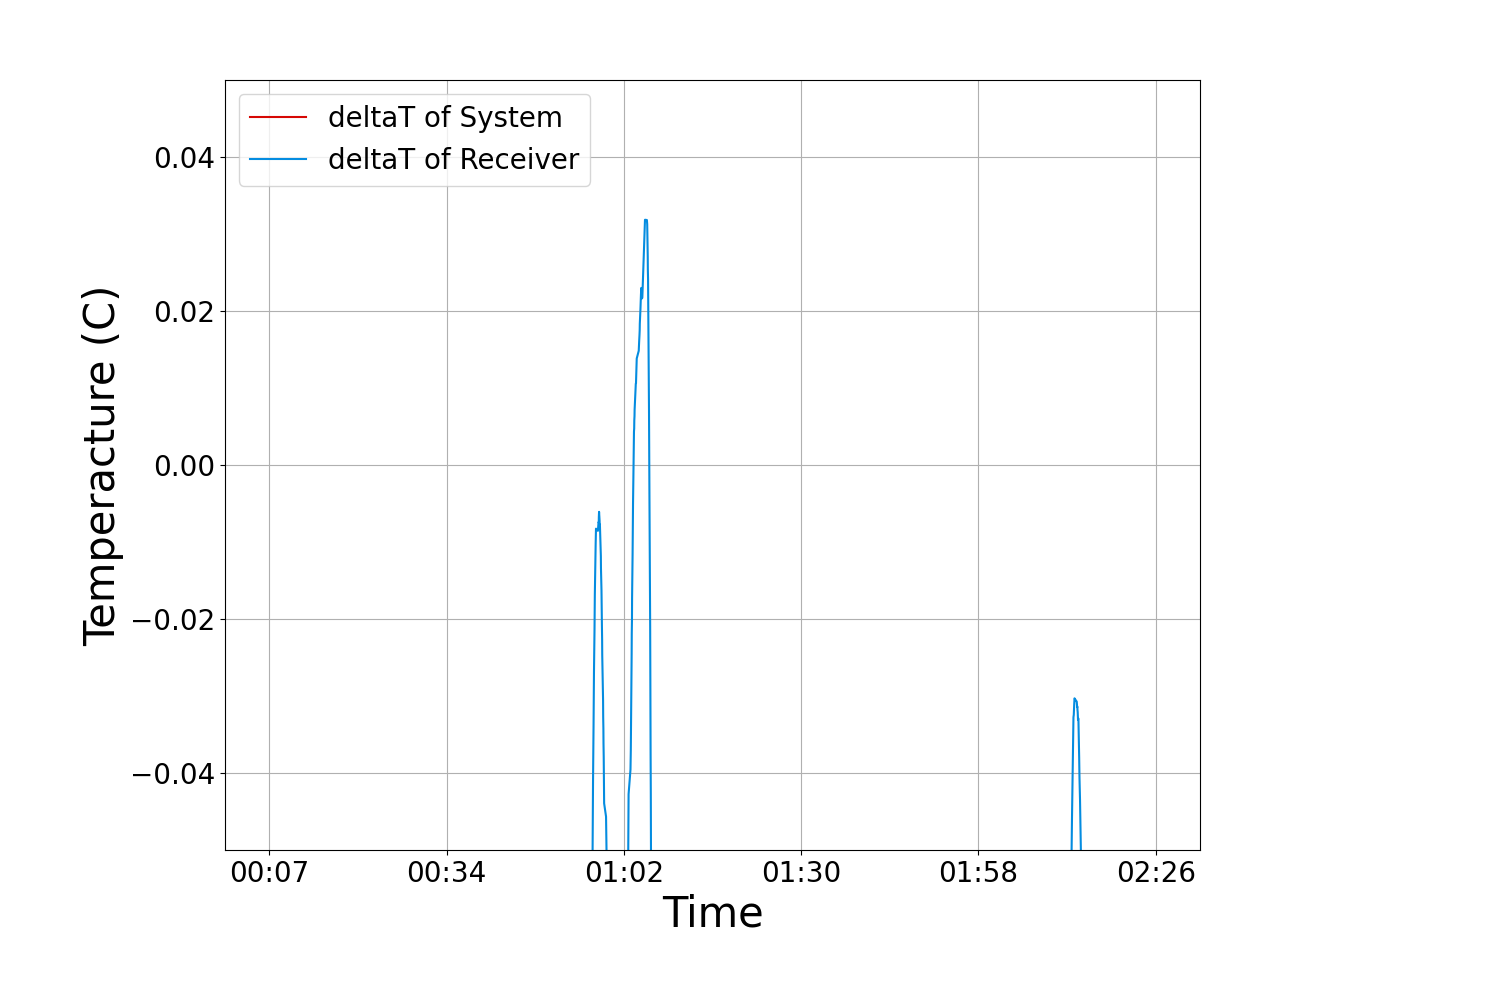 deltaT of System
deltaT of Receiver
0.04
0.02
0.00
−0.02
−0.04
Temperacture (C)
00:07 00:34 01:02 01:30 01:58 02:26
Time